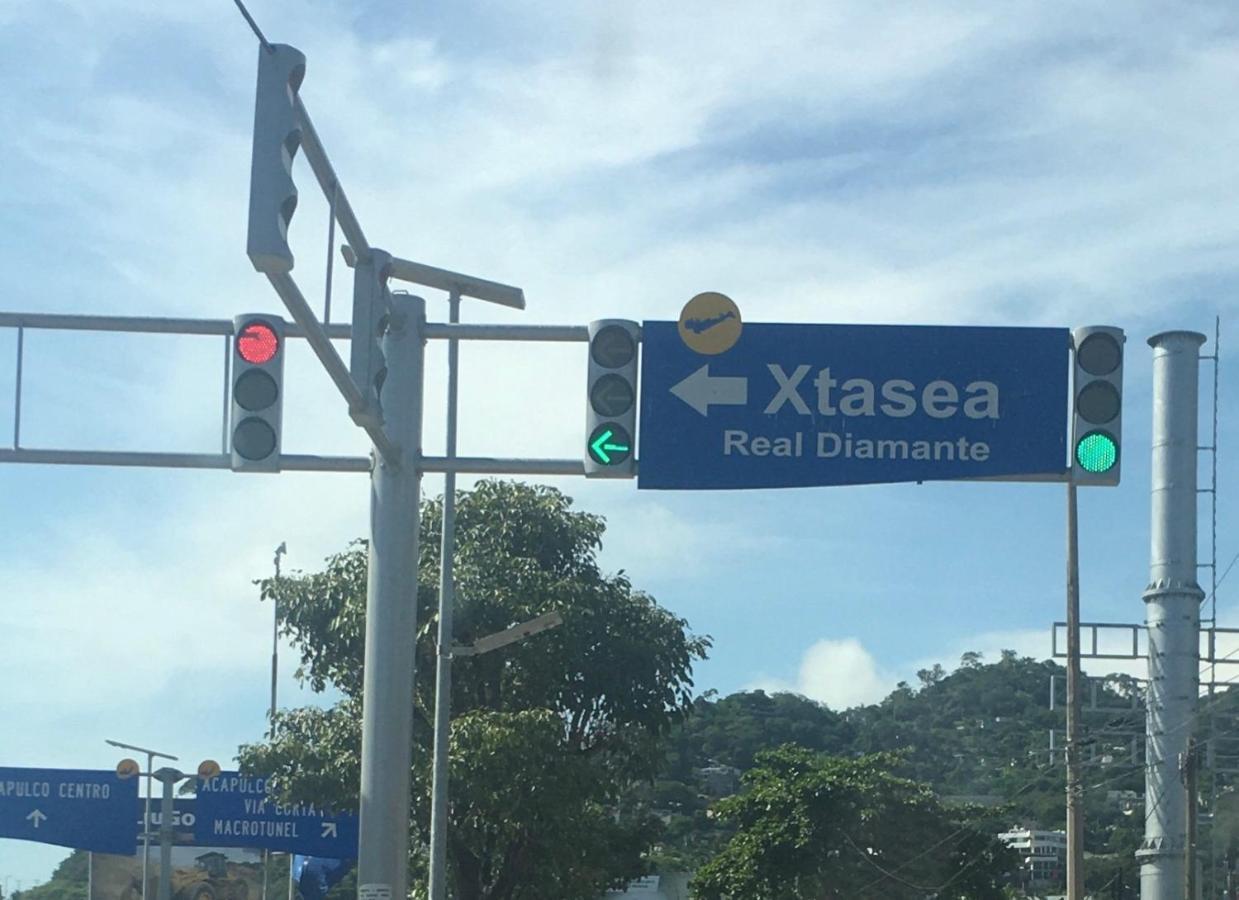 Xtasea
Real Diamante
APULCO CENTRO
ACAPULCO
VIA CORTA
MACROTUNEL